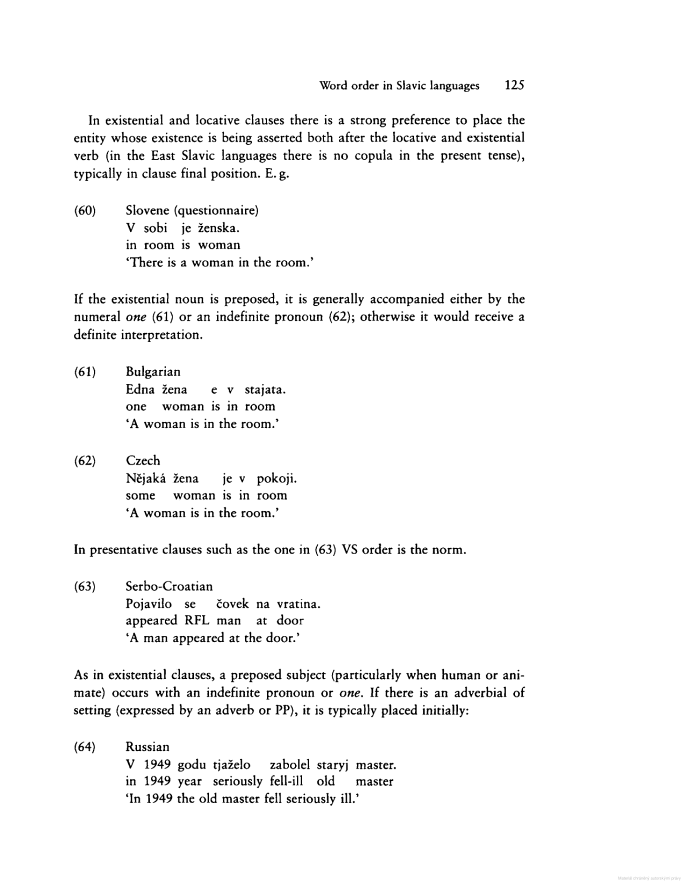 Word order in Slavic languages 125
In existential and locative clauses there is a strong preference to place the
entity whose existence is being asserted both after the locative and existential
verb (in the East Slavic languages there is no copula in the present tense),
typically in clause final position. E. g.
(60) Slovene (questionnaire)
V sobi je ženska.
in room is woman
‘There is a woman in the room.’
If the existential noun is preposed, it is generally accompanied either by the
numeral one (61) or an indefinite pronoun (62); otherwise it would receive a
definite interpretation.
(61) Bulgarian
Edna žena e v stajata.
one woman is in room
‘A woman is in the room.’
(62) Czech
Nějaká žena je v pokoji.
some woman is in room
‘A woman is in the room.’
In presentative clauses such as the one in (63) VS order is the norm.
(63) Serbo-Croatian
Pojavilo se čovek na vratina.
appeared RFL man at door
‘A man appeared at the door.’
As in existential clauses, a preposed subject (particularly when human or ani-
mate) occurs with an indefinite pronoun or one. If there is an adverbial of
setting (expressed by an adverb or PP), it is typically placed initially:
(64) Russian
V 1949 godu tjaželo zabolel staryj master.
in 1949 year seriously fell-ill old master
‘In 1949 the old master fell seriously ill.’